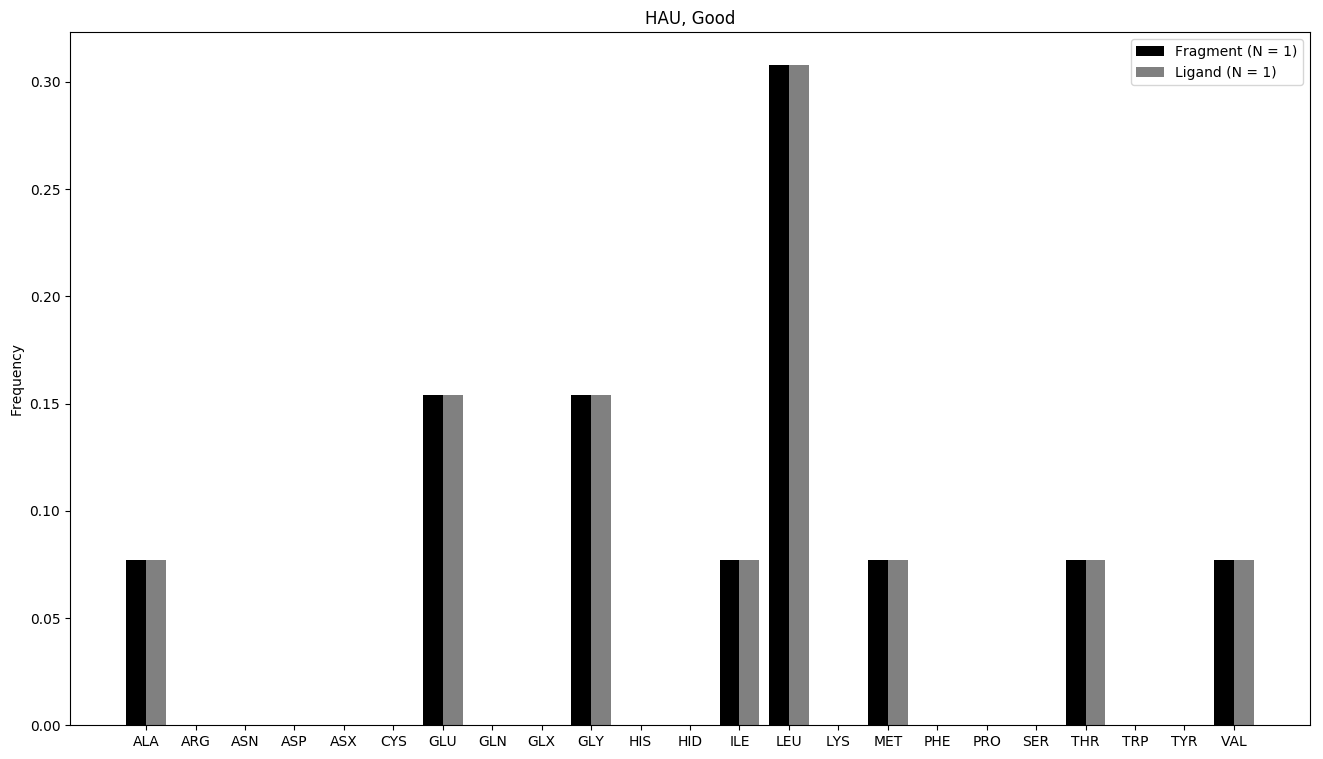 HAU, Good
Fragment (N = 1)
Ligand (N = 1)
Frequency
0.30
0.25
0.20
0.15
0.10
0.05
0.00
ALA ARG ASN ASP ASX CYS GLU GLN GLX GLY HIS HID ILE LEU LYS MET PHE PRO SER THR TRP TYR VAL